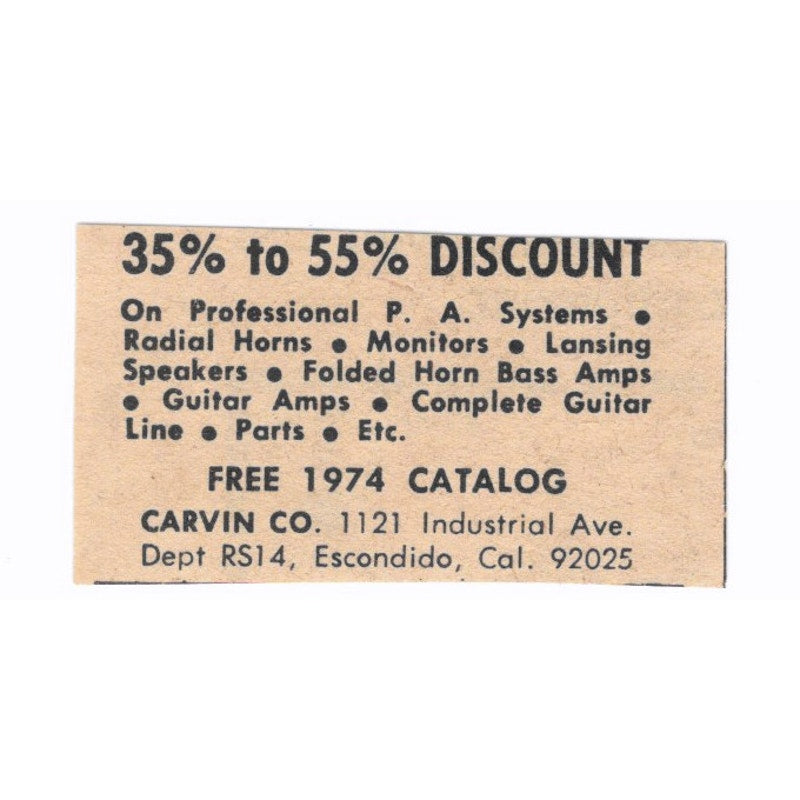 35% to 55% DISCOUNT
On Professional P. A. Systems •
Radial Horns • Monitors • Lansing
Speakers • Folded Horn Bass Amps
• Guitar Amps • Complete Guitar
Line • Parts • Etc.
FREE 1974 CATALOG
CARVIN CO. 1121 Industrial Ave.
Dept RS14, Escondido, Cal. 92025